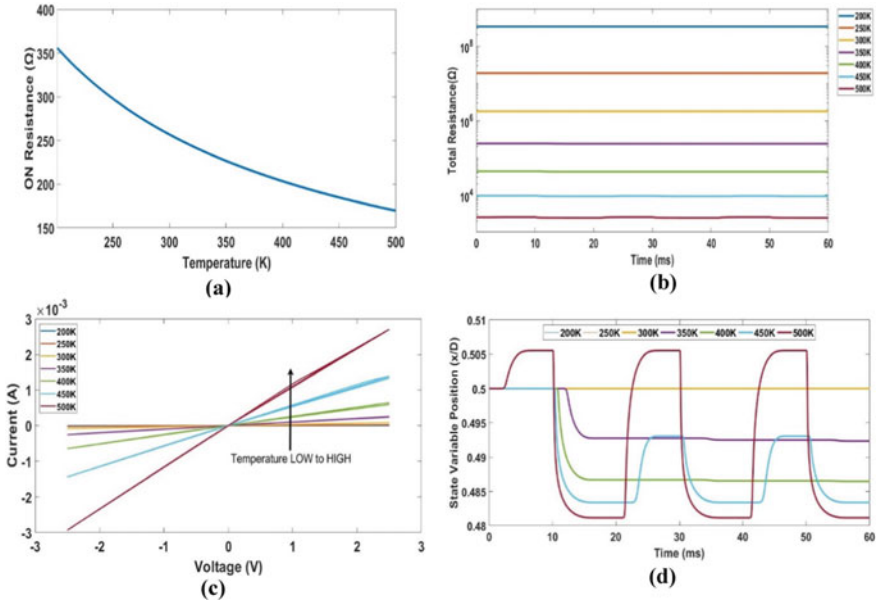 400
350
300
250
200
150
ON Resistance (Ω)
250 300 350 400 450 500
Temperature (K)
(a)
10^8
10^6
10^4
Total Resistance(Ω)
0 10 20 30 40 50 60
Time (ms)
(b)
200K
250K
300K
350K
400K
450K
500K
×10^-3
3
2
1
0
-1
-2
-3
Current (A)
200K
250K
300K
350K
400K
450K
500K
Temperature LOW to HIGH
-3 -2 -1 0 1 2 3
Voltage (V)
(c)
0.51
0.505
0.5
0.495
0.49
0.485
0.48
State Variable Position (x/D)
200K 250K 300K 350K 400K 450K 500K
0 10 20 30 40 50 60
Time (ms)
(d)